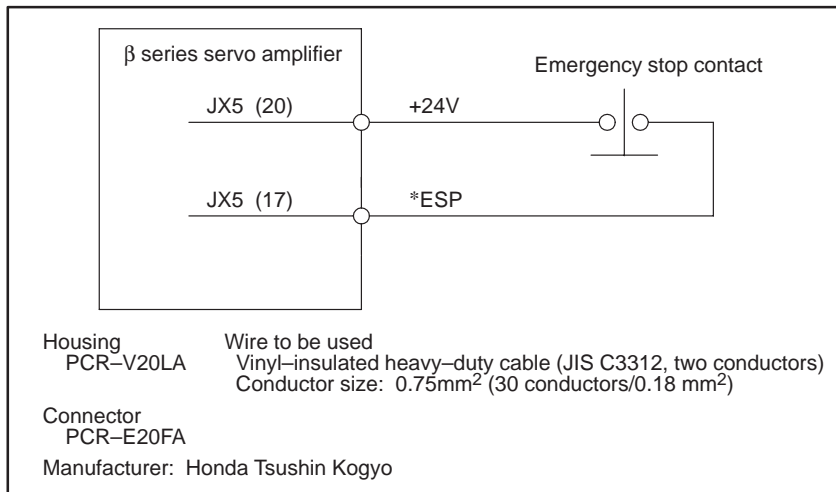 β series servo amplifier
Emergency stop contact
JX5 (20)
+24V
JX5 (17)
*ESP
Housing
PCR–V20LA
Wire to be used
Vinyl–insulated heavy–duty cable (JIS C3312, two conductors)
Conductor size: 0.75mm² (30 conductors/0.18 mm²)
Connector
PCR–E20FA
Manufacturer: Honda Tsushin Kogyo